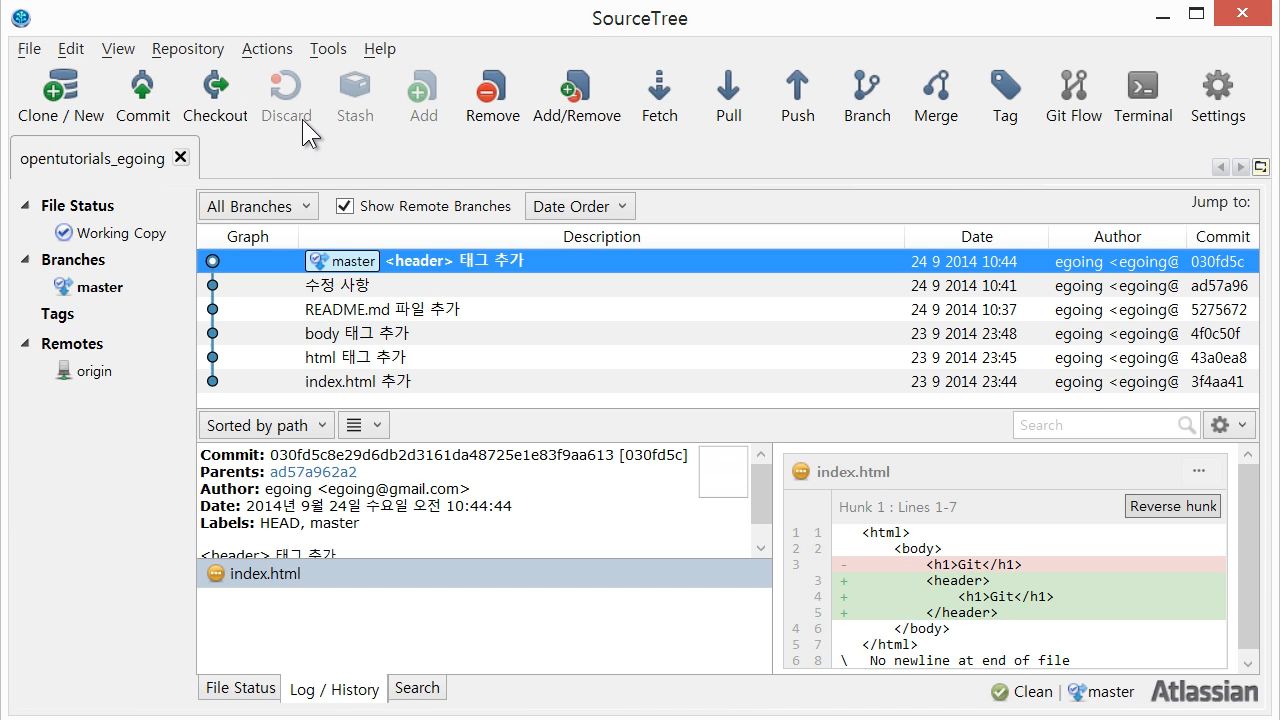 SourceTree
File Edit View Repository Actions Tools Help
Clone / New Commit Checkout Discard Stash Add Remove Add/Remove Fetch Pull Push Branch Merge Tag Git Flow Terminal Settings
opentutorials_egoing
File Status
Working Copy
Branches
master
Tags
Remotes
origin
All Branches Show Remote Branches Date Order Jump to:
Graph Description Date Author Commit
master <header> 태그 추가 24 9 2014 10:44 egoing <egoing@ 030fd5c
수정 사항 24 9 2014 10:41 egoing <egoing@ ad57a96
README.md 파일 추가 24 9 2014 10:37 egoing <egoing@ 5275672
body 태그 추가 23 9 2014 23:48 egoing <egoing@ 4f0c50f
html 태그 추가 23 9 2014 23:45 egoing <egoing@ 43a0ea8
index.html 추가 23 9 2014 23:44 egoing <egoing@ 3f4aa41
Sorted by path Search
Commit: 030fd5c8e29d6db2d3161da48725e1e83f9aa613 [030fd5c]
Parents: ad57a962a2
Author: egoing <egoing@gmail.com>
Date: 2014년 9월 24일 수요일 오전 10:44:44
Labels: HEAD, master
<header> 태그 추가
index.html
index.html
Hunk 1 : Lines 1-7 Reverse hunk
1 1 <html>
2 2 <body>
3 - <h1>Git</h1>
3 + <header>
4 + <h1>Git</h1>
5 + </header>
4 6 </body>
5 7 </html>
6 8 \ No newline at end of file
File Status Log / History Search
Clean master Atlassian